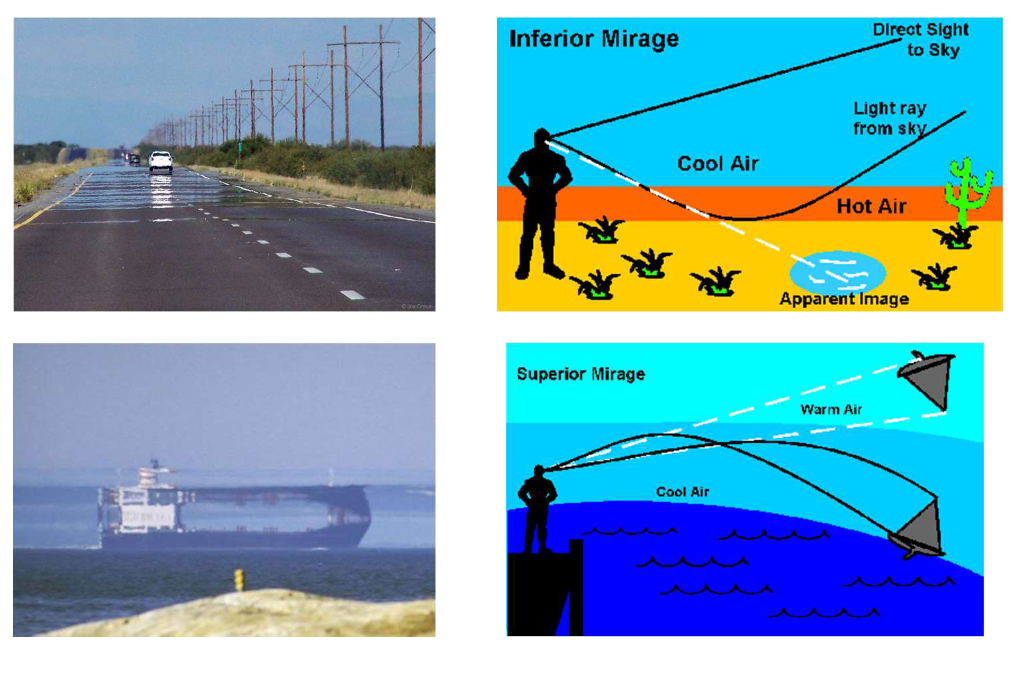 Inferior Mirage
Direct Sight
to Sky
Light ray
from sky
Cool Air
Hot Air
Apparent Image
Superior Mirage
Warm Air
Cool Air